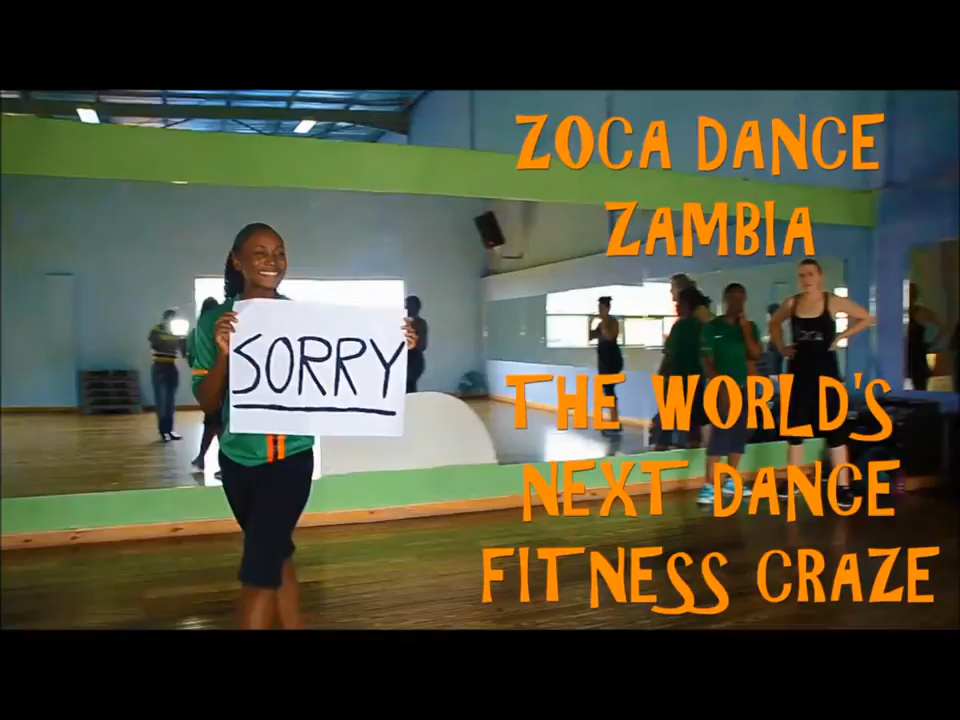 ZOCA DANCE
ZAMBIA
SORRY
THE WORLD'S
NEXT DANCE
FITNESS CRAZE